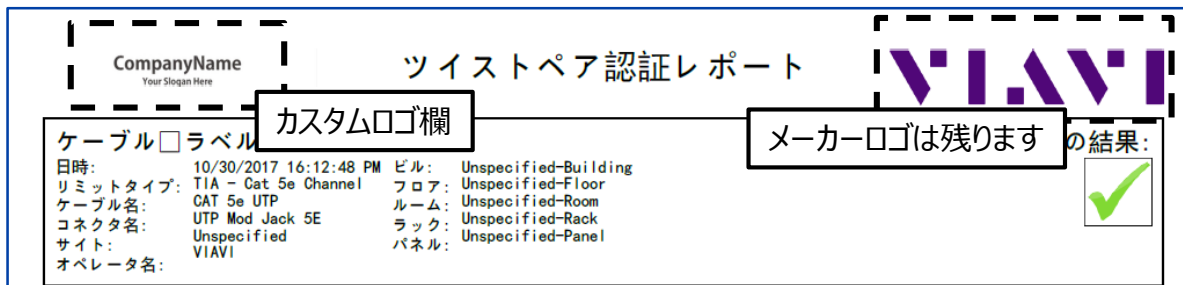 CompanyName
Your Slogan Here
ツイストペア認証レポート
VIAVI
カスタムロゴ欄
メーカーロゴは残ります
ケーブル□ラベル
の結果:
日時: 10/30/2017 16:12:48 PM ビル: Unspecified-Building
リミットタイプ: TIA - Cat 5e Channel フロア: Unspecified-Floor
ケーブル名: CAT 5e UTP ルーム: Unspecified-Room
コネクタ名: UTP Mod Jack 5E ラック: Unspecified-Rack
サイト: Unspecified パネル: Unspecified-Panel
オペレータ名: VIAVI